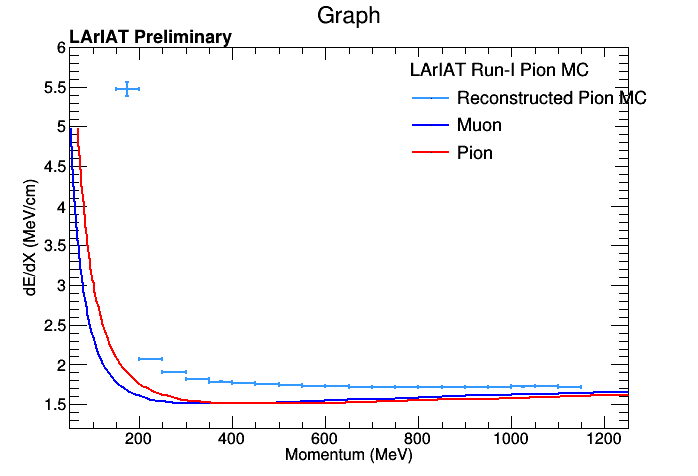 Graph
LArIAT Preliminary
LArIAT Run-I Pion MC
Reconstructed Pion MC
Muon
Pion
dE/dX (MeV/cm)
6
5.5
5
4.5
4
3.5
3
2.5
2
1.5
200 400 600 800 1000 1200
Momentum (MeV)